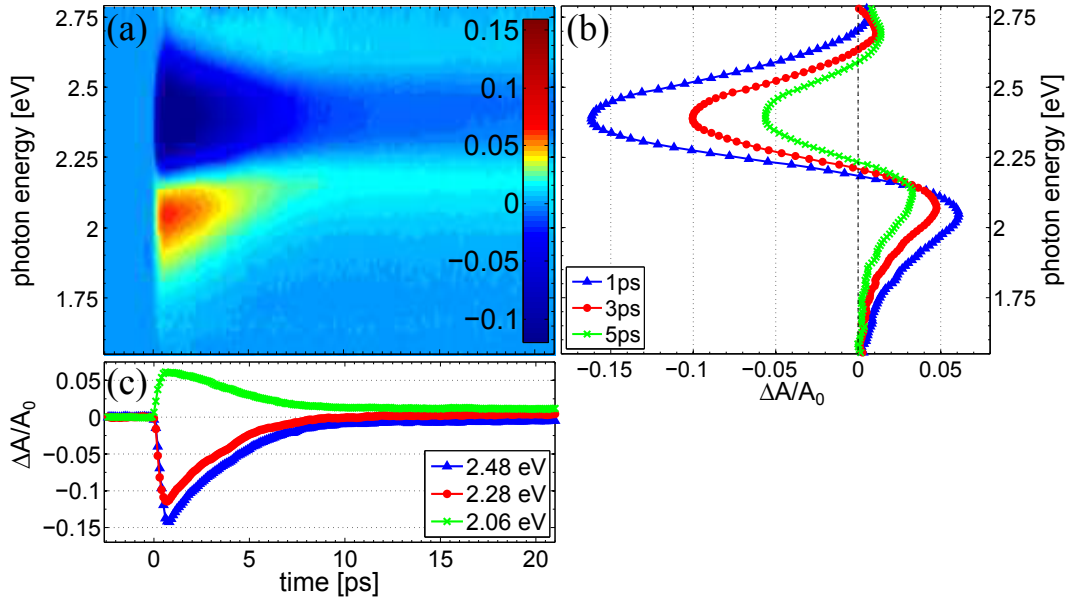 (a)
2.75
2.5
2.25
2
1.75
photon energy [eV]
0.15
0.1
0.05
0
−0.05
−0.1
(b)
2.75
2.5
2.25
2
1.75
photon energy [eV]
1ps
3ps
5ps
−0.15
−0.1
−0.05
0
0.05
ΔA/A0
(c)
0.05
0
−0.05
−0.1
−0.15
ΔA/A0
2.48 eV
2.28 eV
2.06 eV
0
5
10
15
20
time [ps]